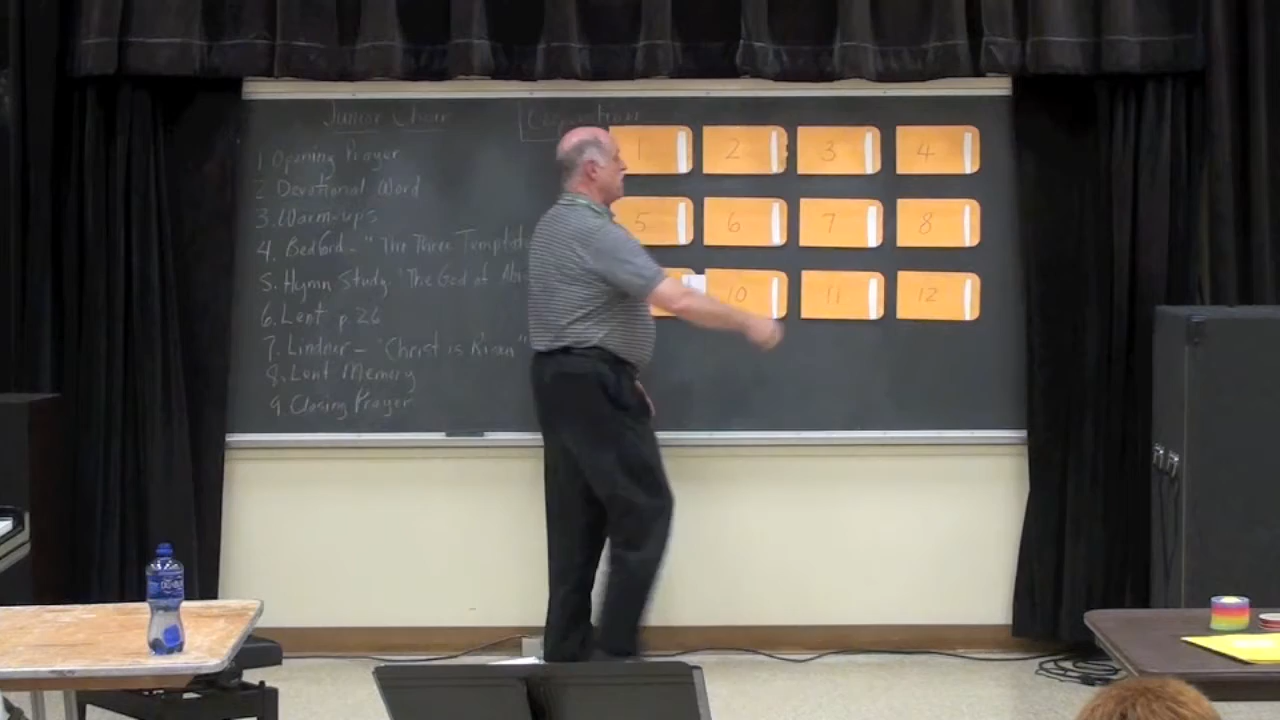 Junior Choir
1 Opening Prayer
2 Devotional Word
3. Warm-ups
4. Bedford - "The Three
5. Hymn Study. "The God of
6. Lent p. 26
7. Lindner - "Christ is Risen"
8. Lent Memory
9. Closing Prayer
1 2 3 4
5 6 7 8
10 11 12